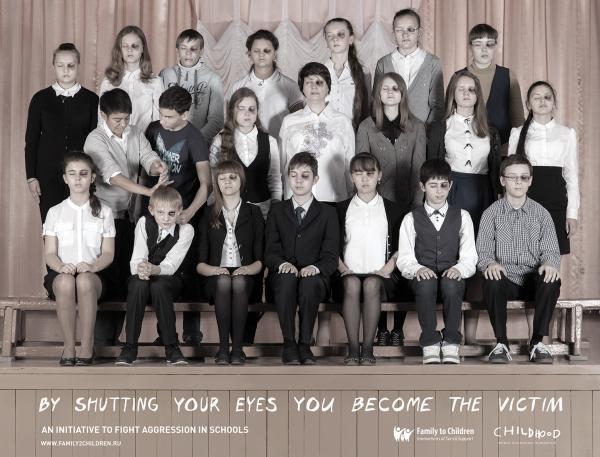 BY SHUTTING YOUR EYES YOU BECOME THE VICTIM
AN INITIATIVE TO FIGHT AGGRESSION IN SCHOOLS
WWW.FAMILY2CHILDREN.RU
Family to Children
CHILDHOOD